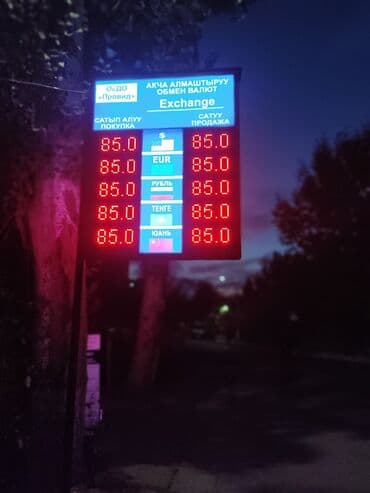 ОсДО
«Провид»
АКЧА АЛМАШТЫРУУ
ОБМЕН ВАЛЮТ
Exchange
САТЫП АЛУУ
ПОКУПКА
САТУУ
ПРОДАЖА
85.0 $ 85.0
85.0 EUR 85.0
85.0 РУБЛЬ 85.0
85.0 ТЕНГЕ 85.0
85.0 ЮАНЬ 85.0